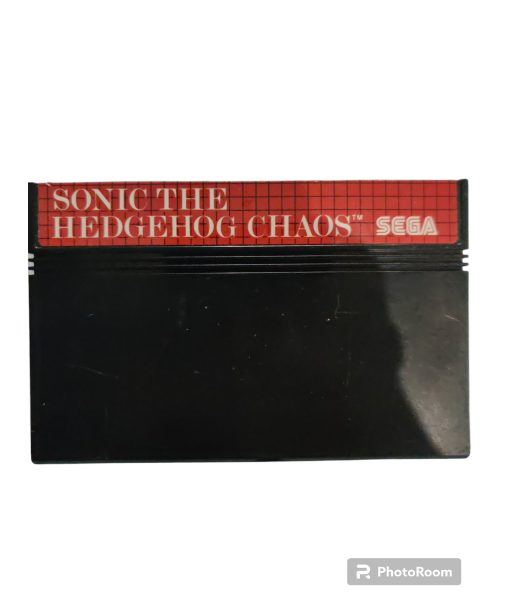 SONIC THE
HEDGEHOG CHAOS™ SEGA
PhotoRoom